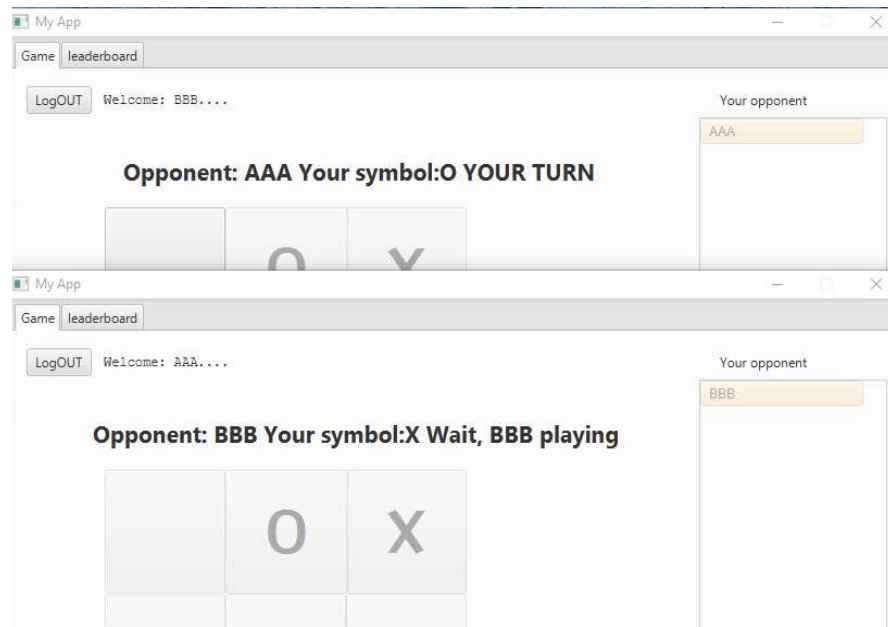 My App
Game leaderboard
LogOUT Welcome: BBB.... Your opponent
AAA
Opponent: AAA Your symbol:O YOUR TURN
O X
My App
Game leaderboard
LogOUT Welcome: AAA.... Your opponent
BBB
Opponent: BBB Your symbol:X Wait, BBB playing
O X